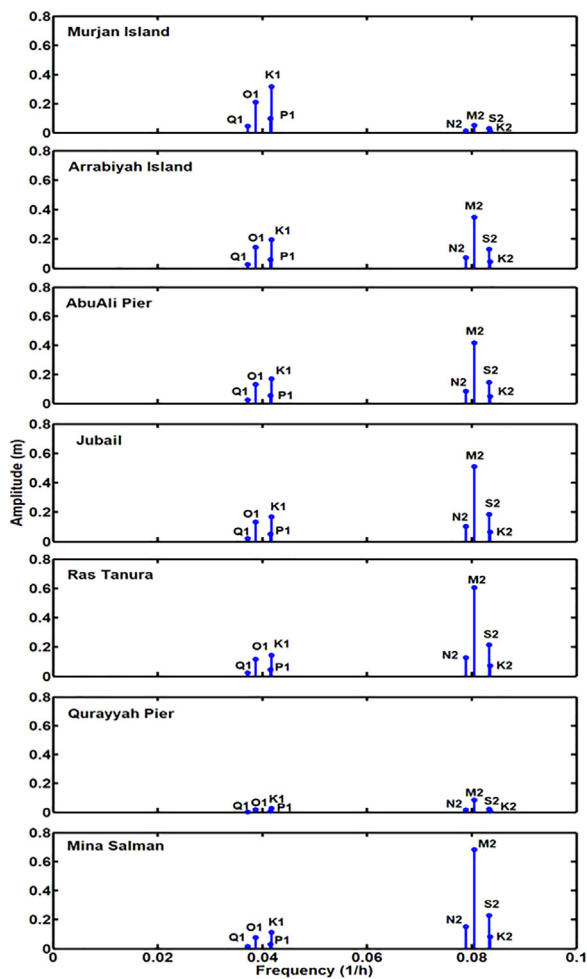 0.8
Murjan Island
0.6
K1
0.4
O1
0.2
Q1
P1
N2
M2
S2
K2
0
0.8
Arrabiyah Island
0.6
M2
0.4
O1
K1
S2
0.2
Q1
P1
N2
K2
0
0.8
AbuAli Pier
0.6
M2
0.4
O1
K1
S2
0.2
Q1
P1
N2
K2
0
0.8
Jubail
0.6
M2
0.4
O1
K1
S2
0.2
Q1
P1
N2
K2
0
Amplitude (m)
0.8
Ras Tanura
0.6
M2
0.4
O1
K1
S2
0.2
Q1
P1
N2
K2
0
0.8
Qurayyah Pier
0.6
0.4
0.2
Q1
O1
K1
P1
N2
M2
S2
K2
0
0.8
Mina Salman
M2
0.6
0.4
O1
K1
S2
0.2
Q1
P1
N2
K2
0
0
0.02
0.04
0.06
0.08
0.1
Frequency (1/h)